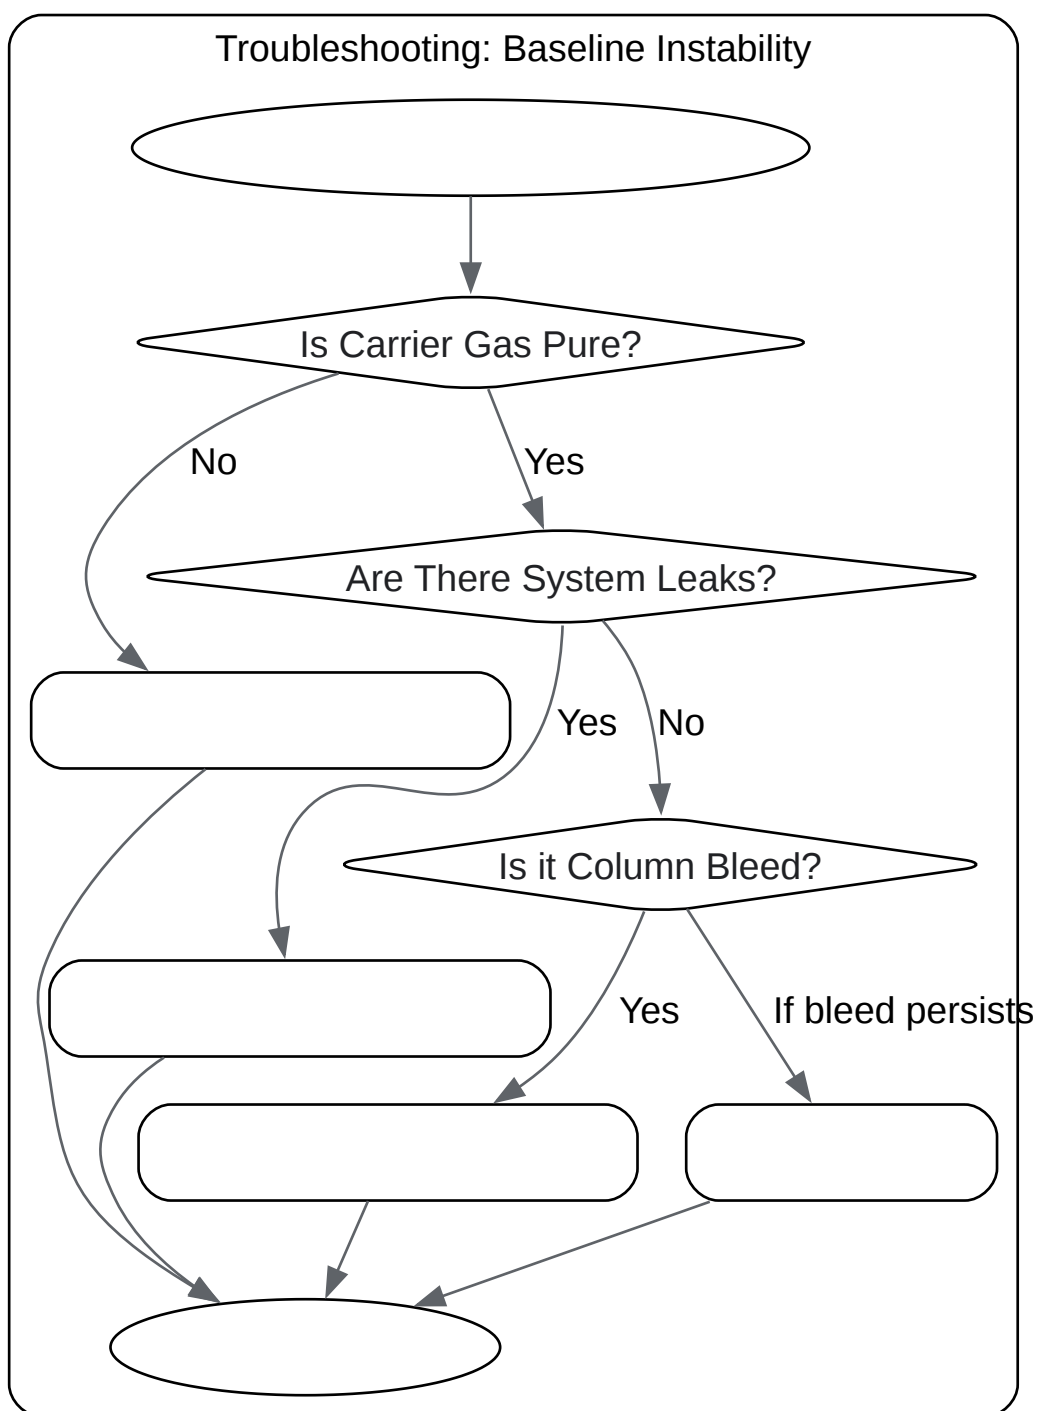 Troubleshooting: Baseline Instability
Is Carrier Gas Pure?
No
Yes
Are There System Leaks?
Yes
No
Is it Column Bleed?
Yes
If bleed persists